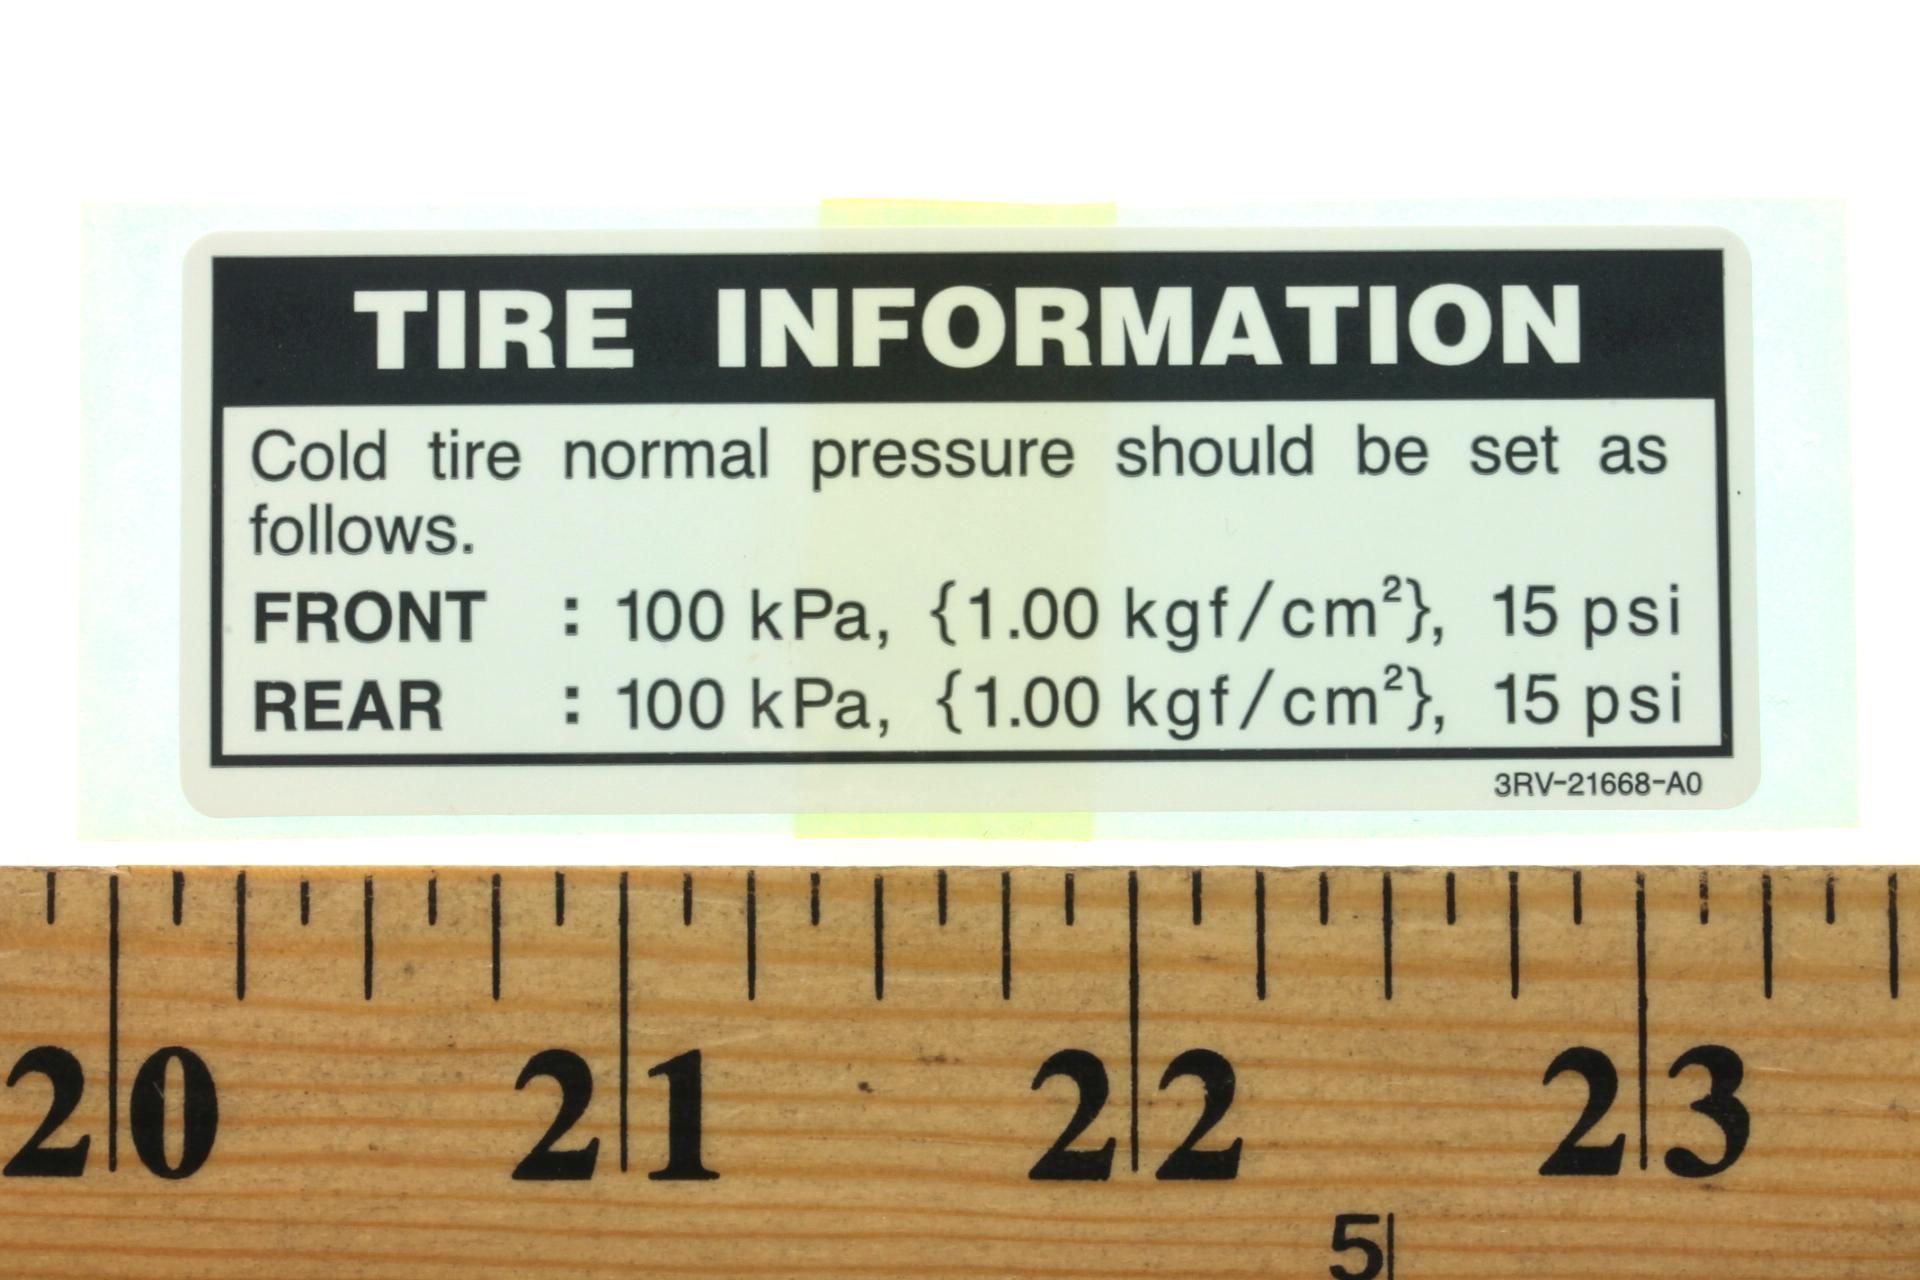 TIRE INFORMATION
Cold tire normal pressure should be set as
follows.
FRONT : 100 kPa, {1.00 kgf/cm²}, 15 psi
REAR : 100 kPa, {1.00 kgf/cm²}, 15 psi
3RV-21668-A0
20 21 22 23
5